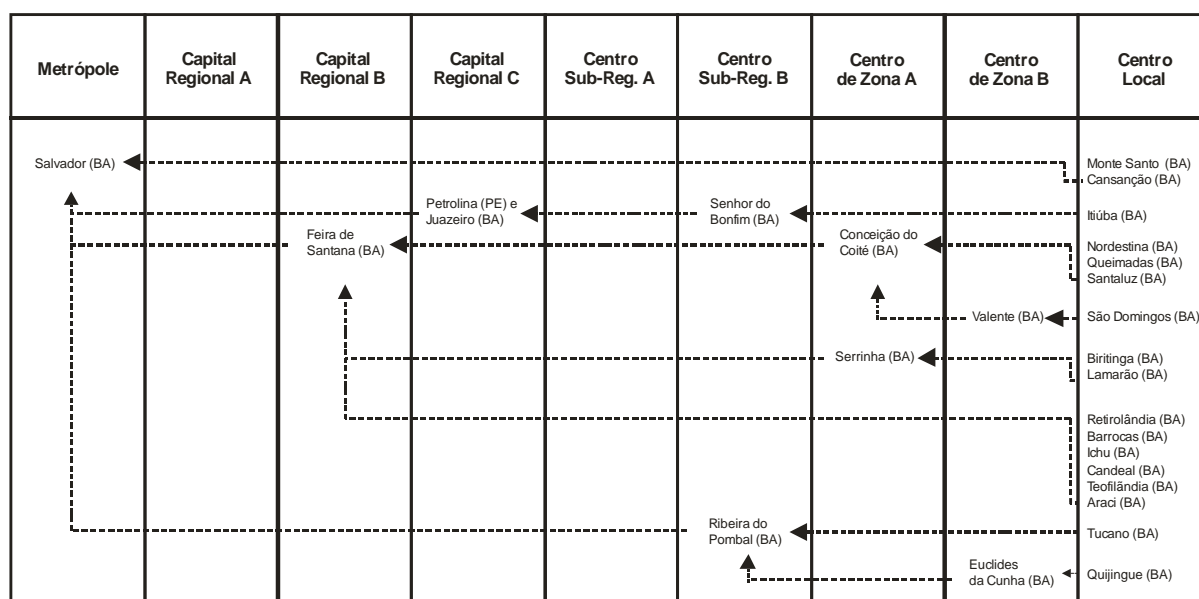 Metrópole
Capital
Regional A
Capital
Regional B
Capital
Regional C
Centro
Sub-Reg. A
Centro
Sub-Reg. B
Centro
de Zona A
Centro
de Zona B
Centro
Local
Salvador (BA)
Monte Santo (BA)
Cansanção (BA)
Petrolina (PE) e
Juazeiro (BA)
Senhor do
Bonfim (BA)
Itiúba (BA)
Feira de
Santana (BA)
Conceição do
Coité (BA)
Nordestina (BA)
Queimadas (BA)
Santaluz (BA)
Valente (BA)
São Domingos (BA)
Serrinha (BA)
Biritinga (BA)
Lamarão (BA)
Retirolândia (BA)
Barrocas (BA)
Ichu (BA)
Candeal (BA)
Teofilândia (BA)
Araci (BA)
Ribeira do
Pombal (BA)
Tucano (BA)
Euclides
da Cunha (BA)
Quijingue (BA)